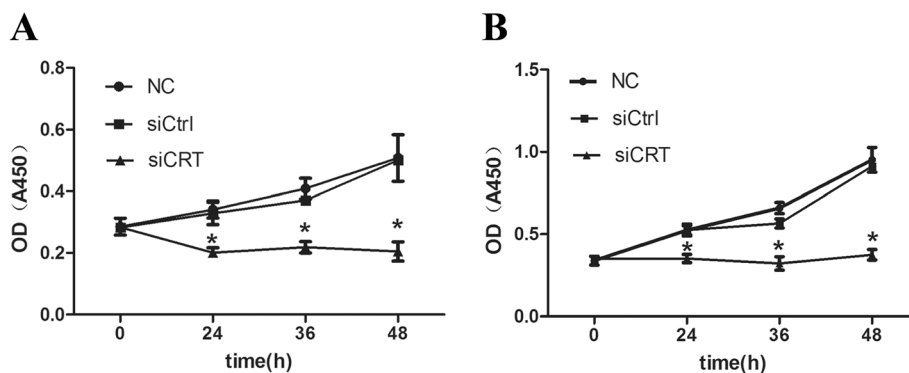 A
0.8
0.6
0.4
0.2
0.0
OD（A450）
NC
siCtrl
siCRT
*
*
*
0
24
36
48
time(h)
B
1.5
1.0
0.5
0.0
OD（A450）
NC
siCtrl
siCRT
*
*
*
0
24
36
48
time(h)